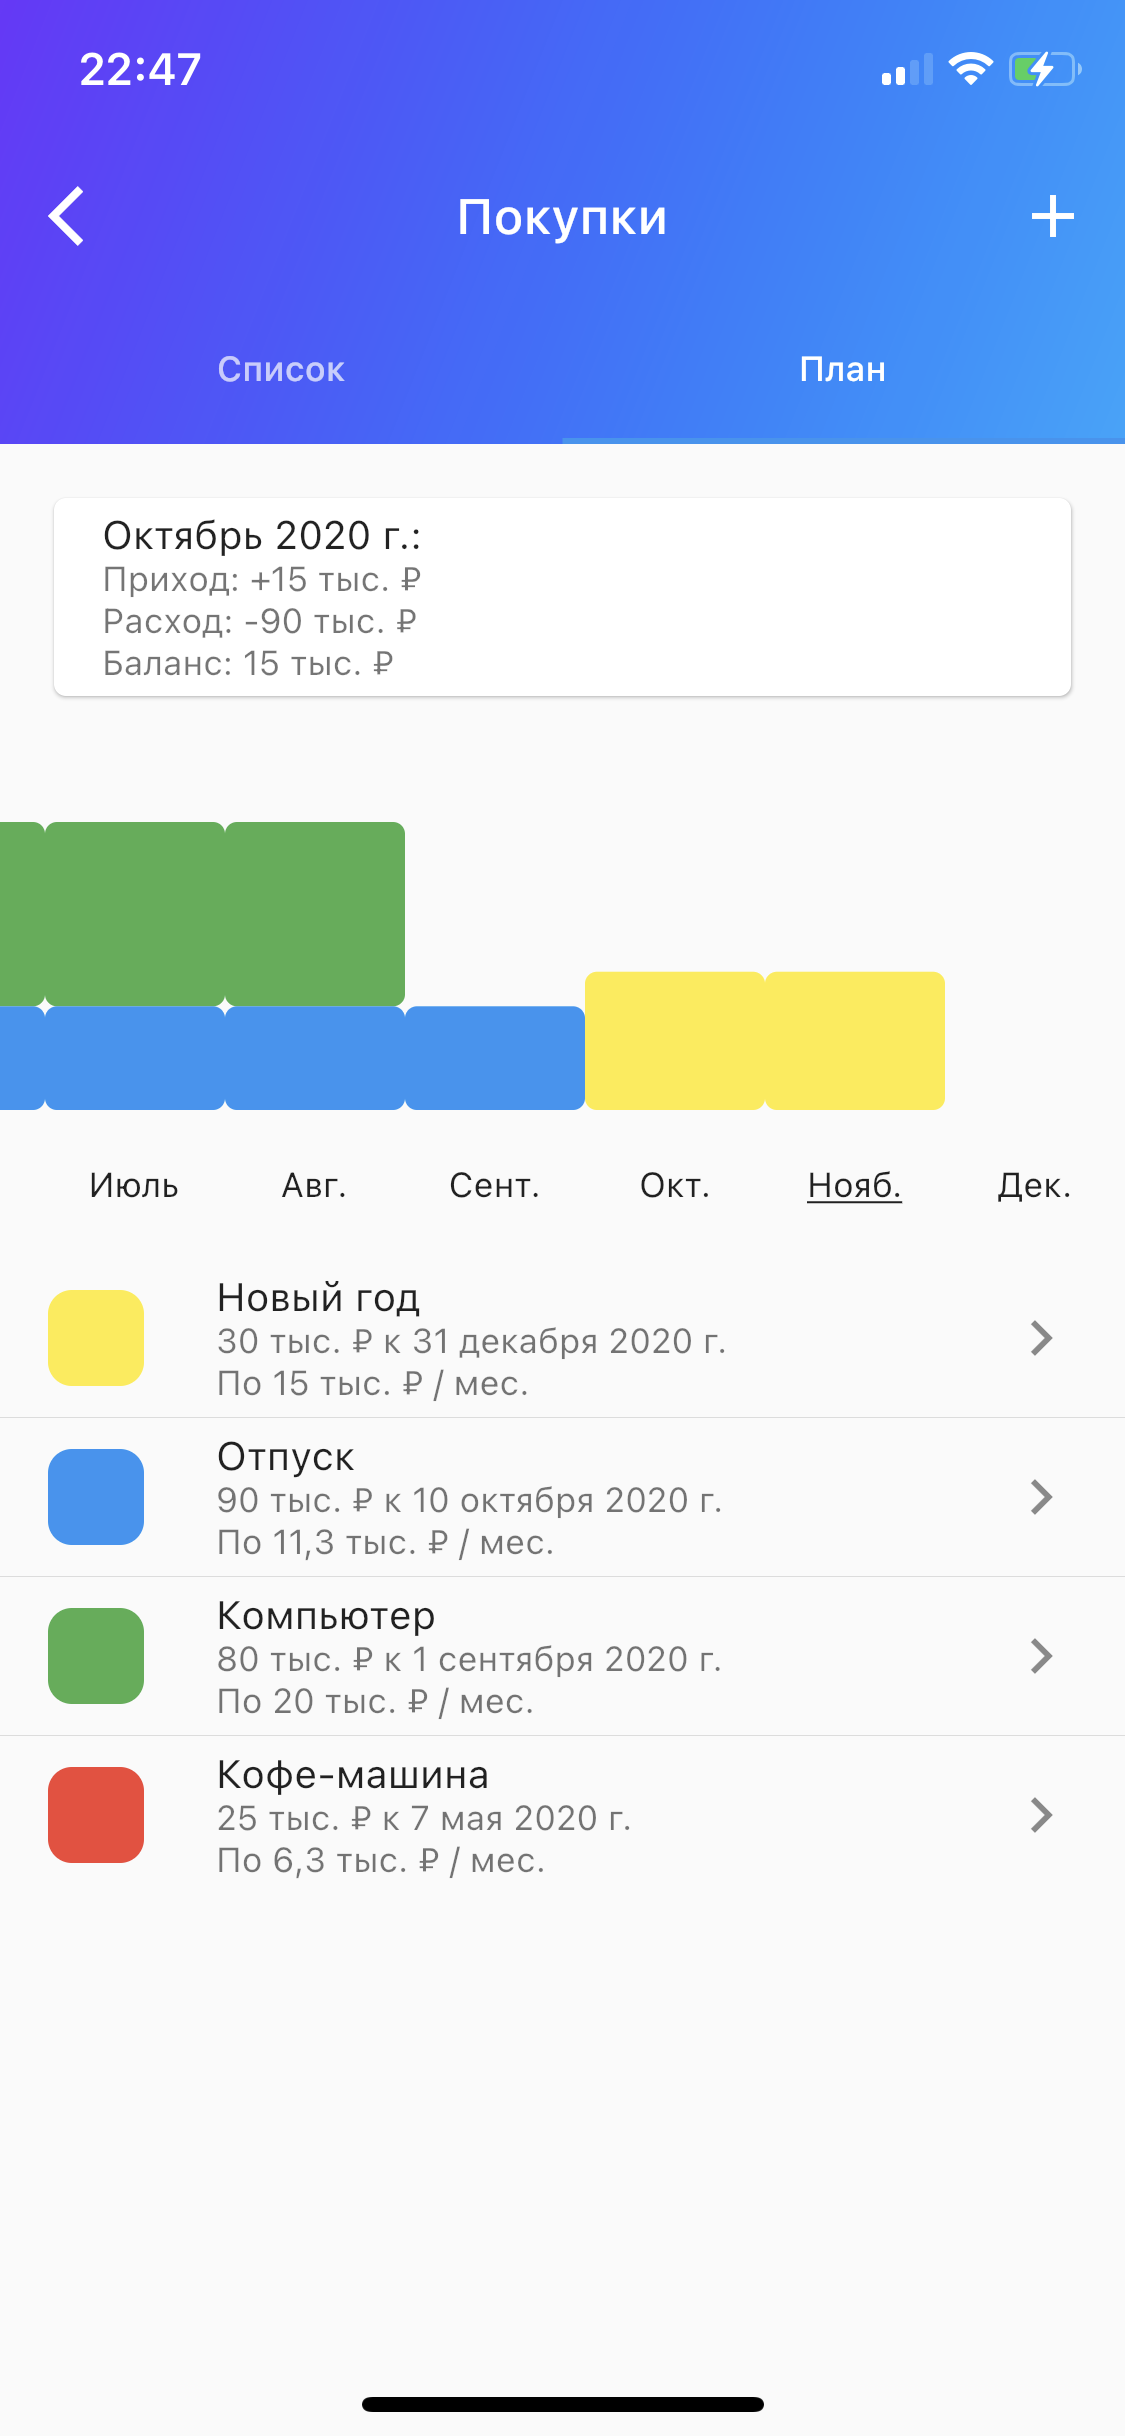 22:47
Покупки
Список
План
Октябрь 2020 г.:
Приход: +15 тыс. ₽
Расход: -90 тыс. ₽
Баланс: 15 тыс. ₽
Июль Авг. Сент. Окт. Нояб. Дек.
Новый год
30 тыс. ₽ к 31 декабря 2020 г.
По 15 тыс. ₽ / мес.
Отпуск
90 тыс. ₽ к 10 октября 2020 г.
По 11,3 тыс. ₽ / мес.
Компьютер
80 тыс. ₽ к 1 сентября 2020 г.
По 20 тыс. ₽ / мес.
Кофе-машина
25 тыс. ₽ к 7 мая 2020 г.
По 6,3 тыс. ₽ / мес.